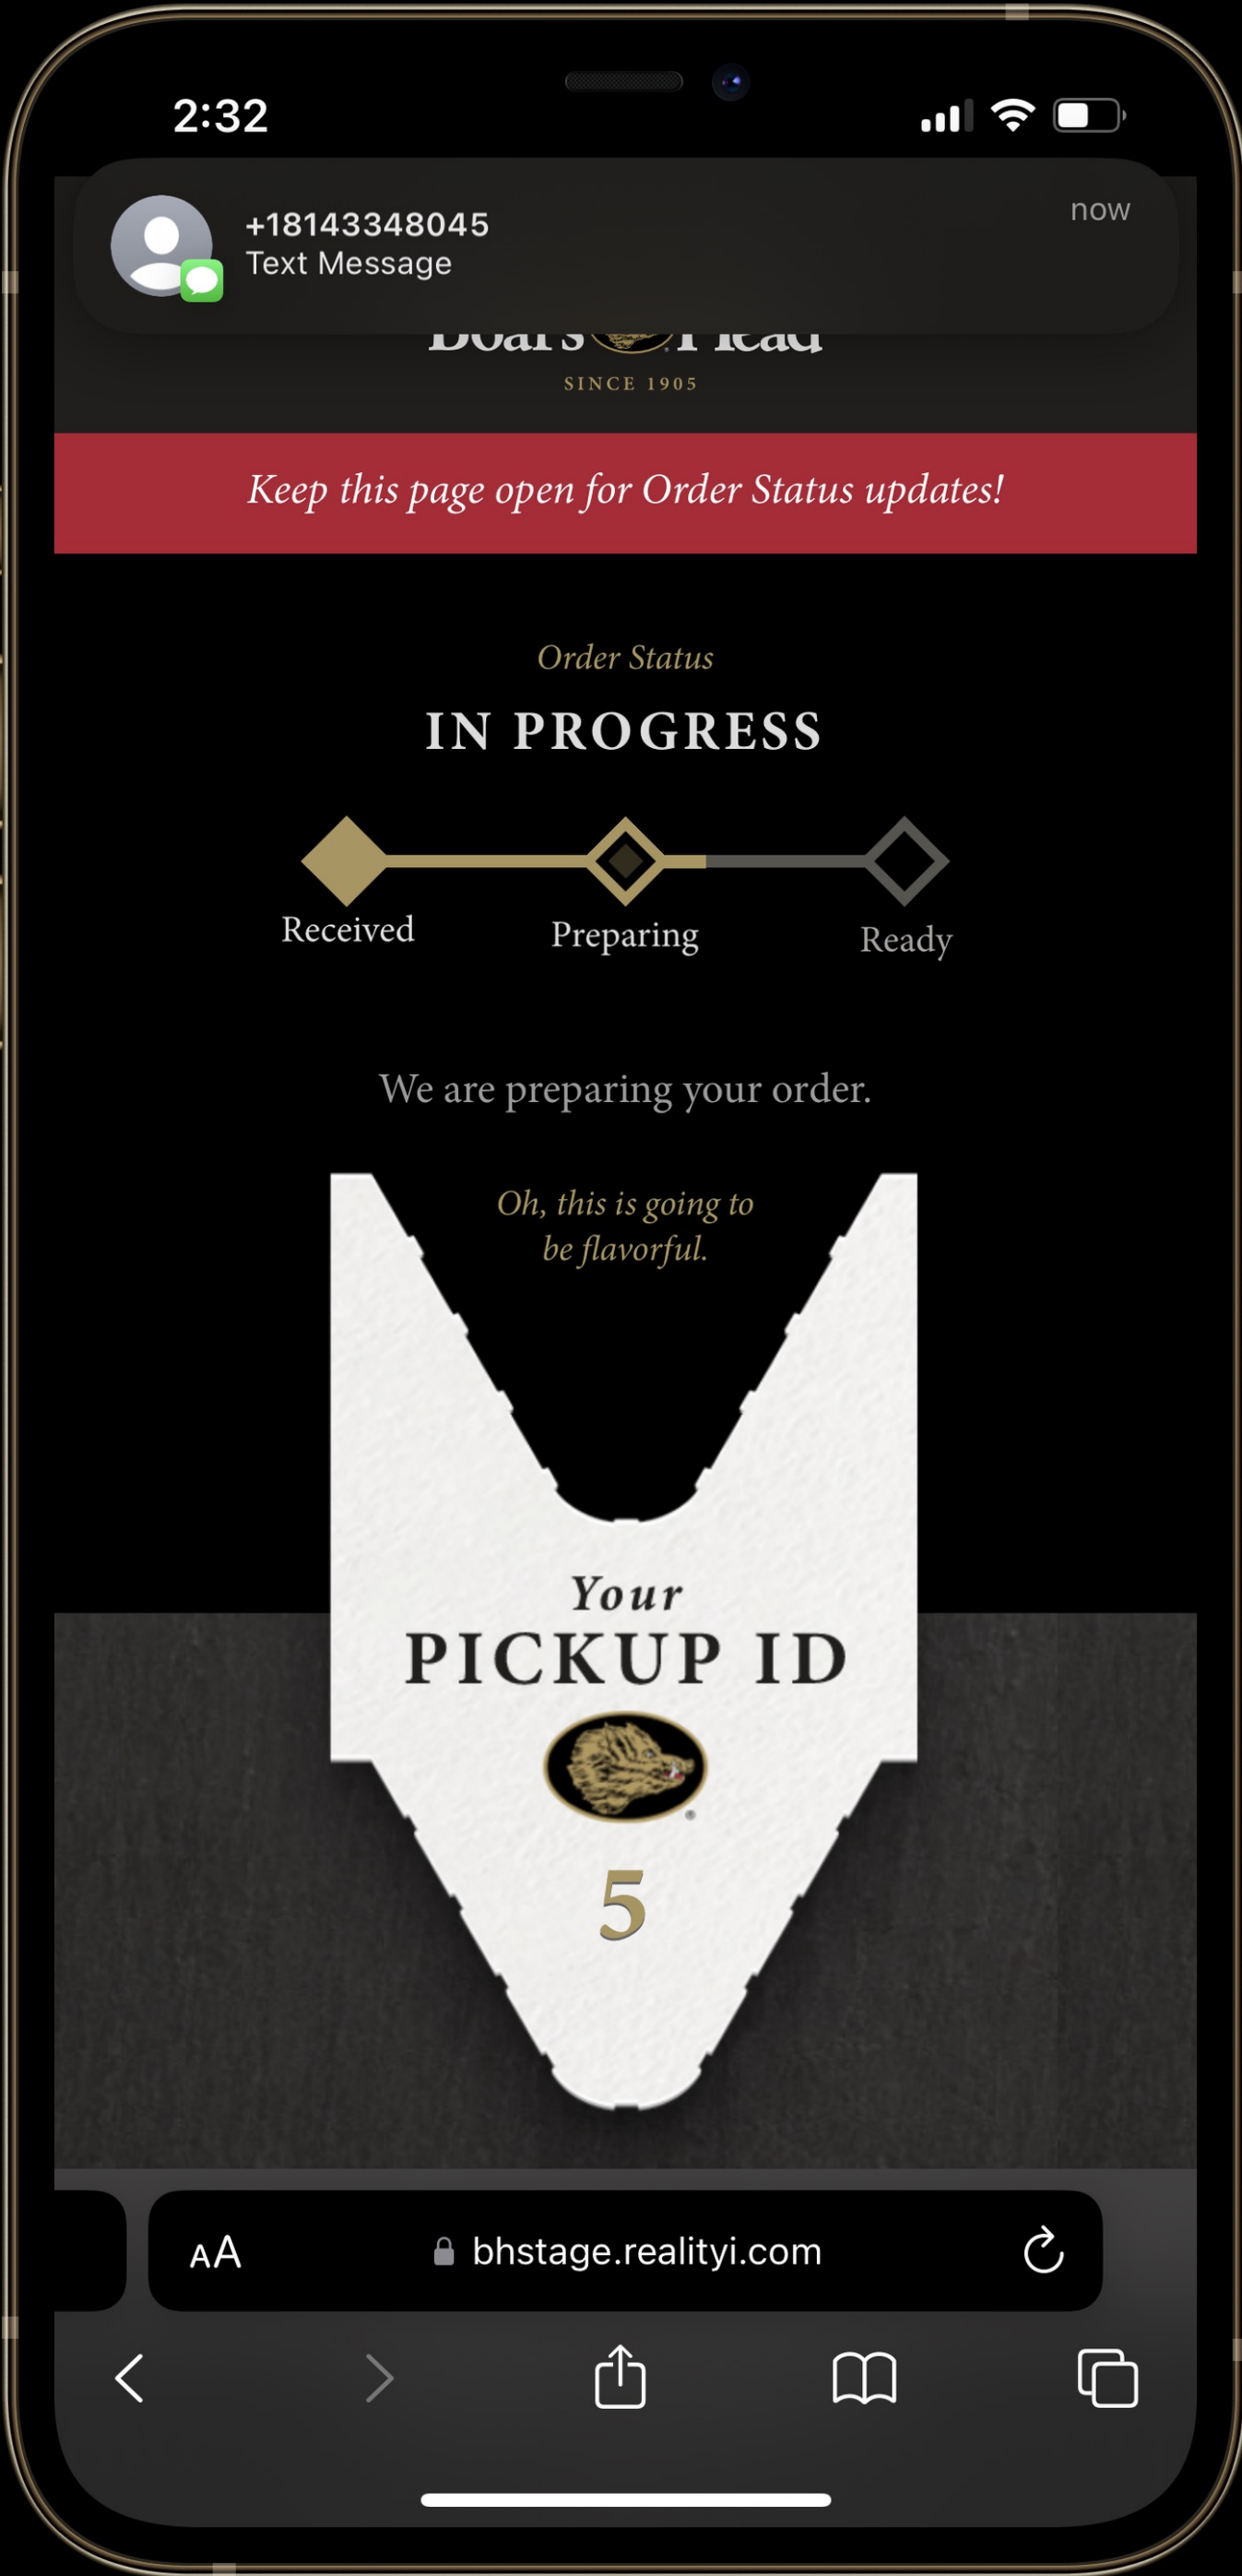 2:32
+18143348045
now
Text Message
Boar's Head
SINCE 1905
Keep this page open for Order Status updates!
Order Status
IN PROGRESS
Received
Preparing
Ready
We are preparing your order.
Oh, this is going to
be flavorful.
Your
PICKUP ID
®
5
AA
bhstage.realityi.com